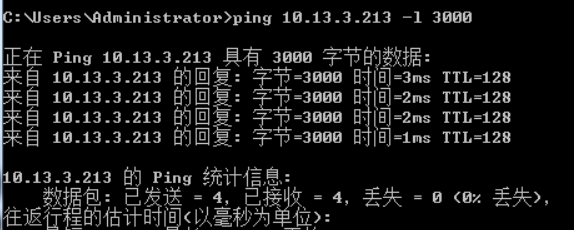 C:\Users\Administrator>ping 10.13.3.213 -l 3000
正在 Ping 10.13.3.213 具有 3000 字节的数据:
来自 10.13.3.213 的回复: 字节=3000 时间=3ms TTL=128
来自 10.13.3.213 的回复: 字节=3000 时间=2ms TTL=128
来自 10.13.3.213 的回复: 字节=3000 时间=2ms TTL=128
来自 10.13.3.213 的回复: 字节=3000 时间=1ms TTL=128
10.13.3.213 的 Ping 统计信息:
数据包: 已发送 = 4，已接收 = 4，丢失 = 0 (0% 丢失)，
往返行程的估计时间(以毫秒为单位):